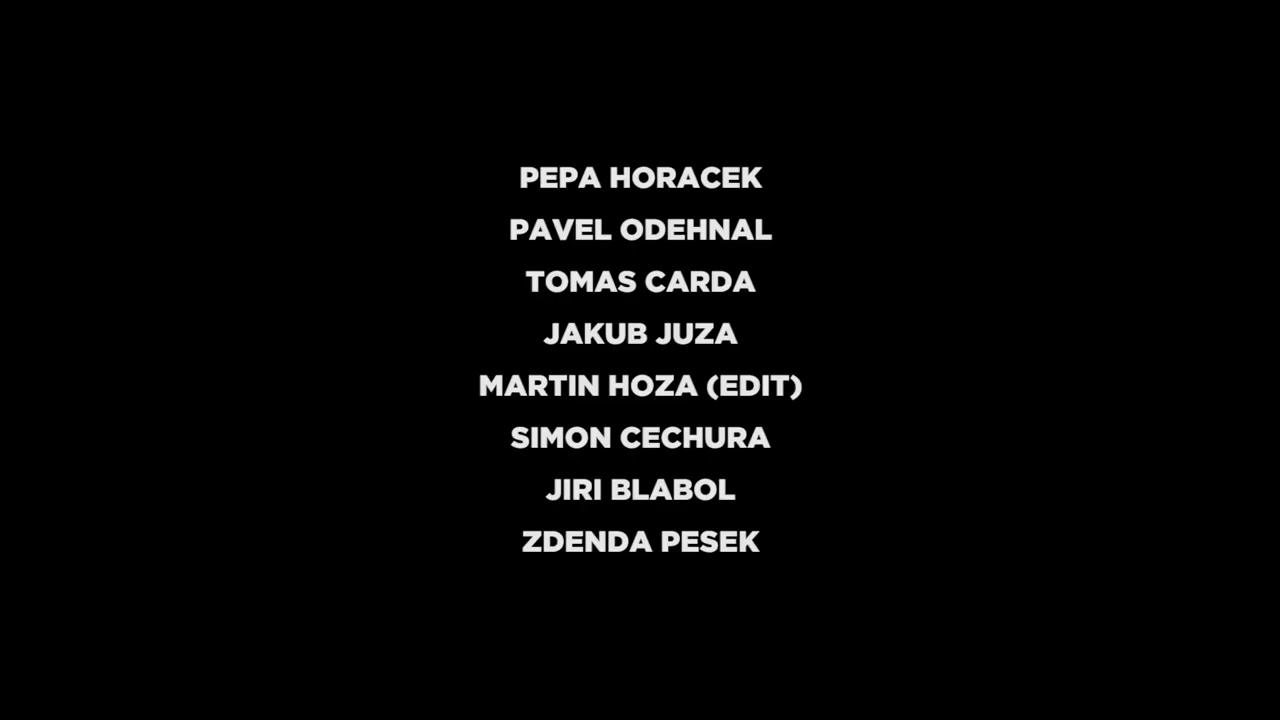 PEPA HORACEK
PAVEL ODEHNAL
TOMAS CARDA
JAKUB JUZA
MARTIN HOZA (EDIT)
SIMON CECHURA
JIRI BLABOL
ZDENDA PESEK